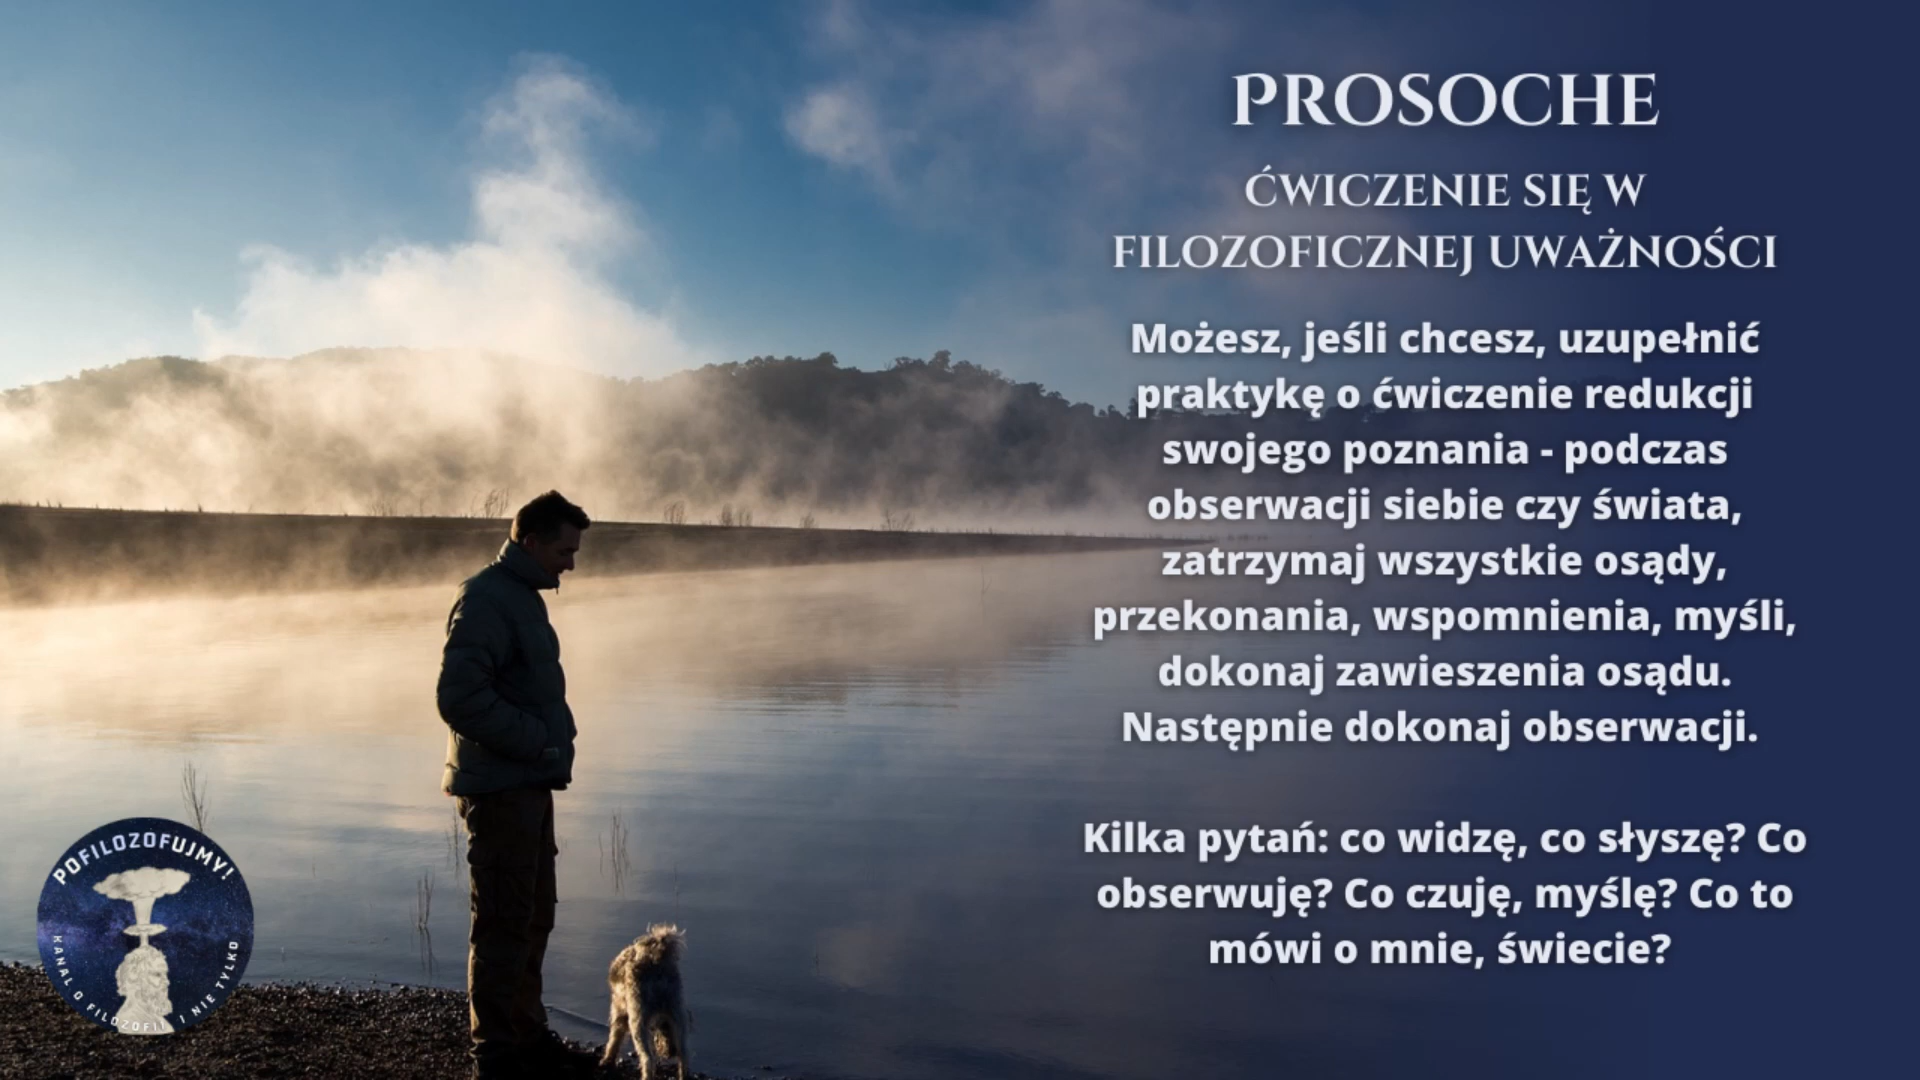 PROSOCHE
ĆWICZENIE SIĘ W
FILOZOFICZNEJ UWAŻNOŚCI
Możesz, jeśli chcesz, uzupełnić
praktykę o ćwiczenie redukcji
swojego poznania - podczas
obserwacji siebie czy świata,
zatrzymaj wszystkie osądy,
przekonania, wspomnienia, myśli,
dokonaj zawieszenia osądu.
Następnie dokonaj obserwacji.
Kilka pytań: co widzę, co słyszę? Co
obserwuję? Co czuję, myślę? Co to
mówi o mnie, świecie?
POFILOZOFUJMY!
KANAŁ O FILOZOFII I NIE TYLKO